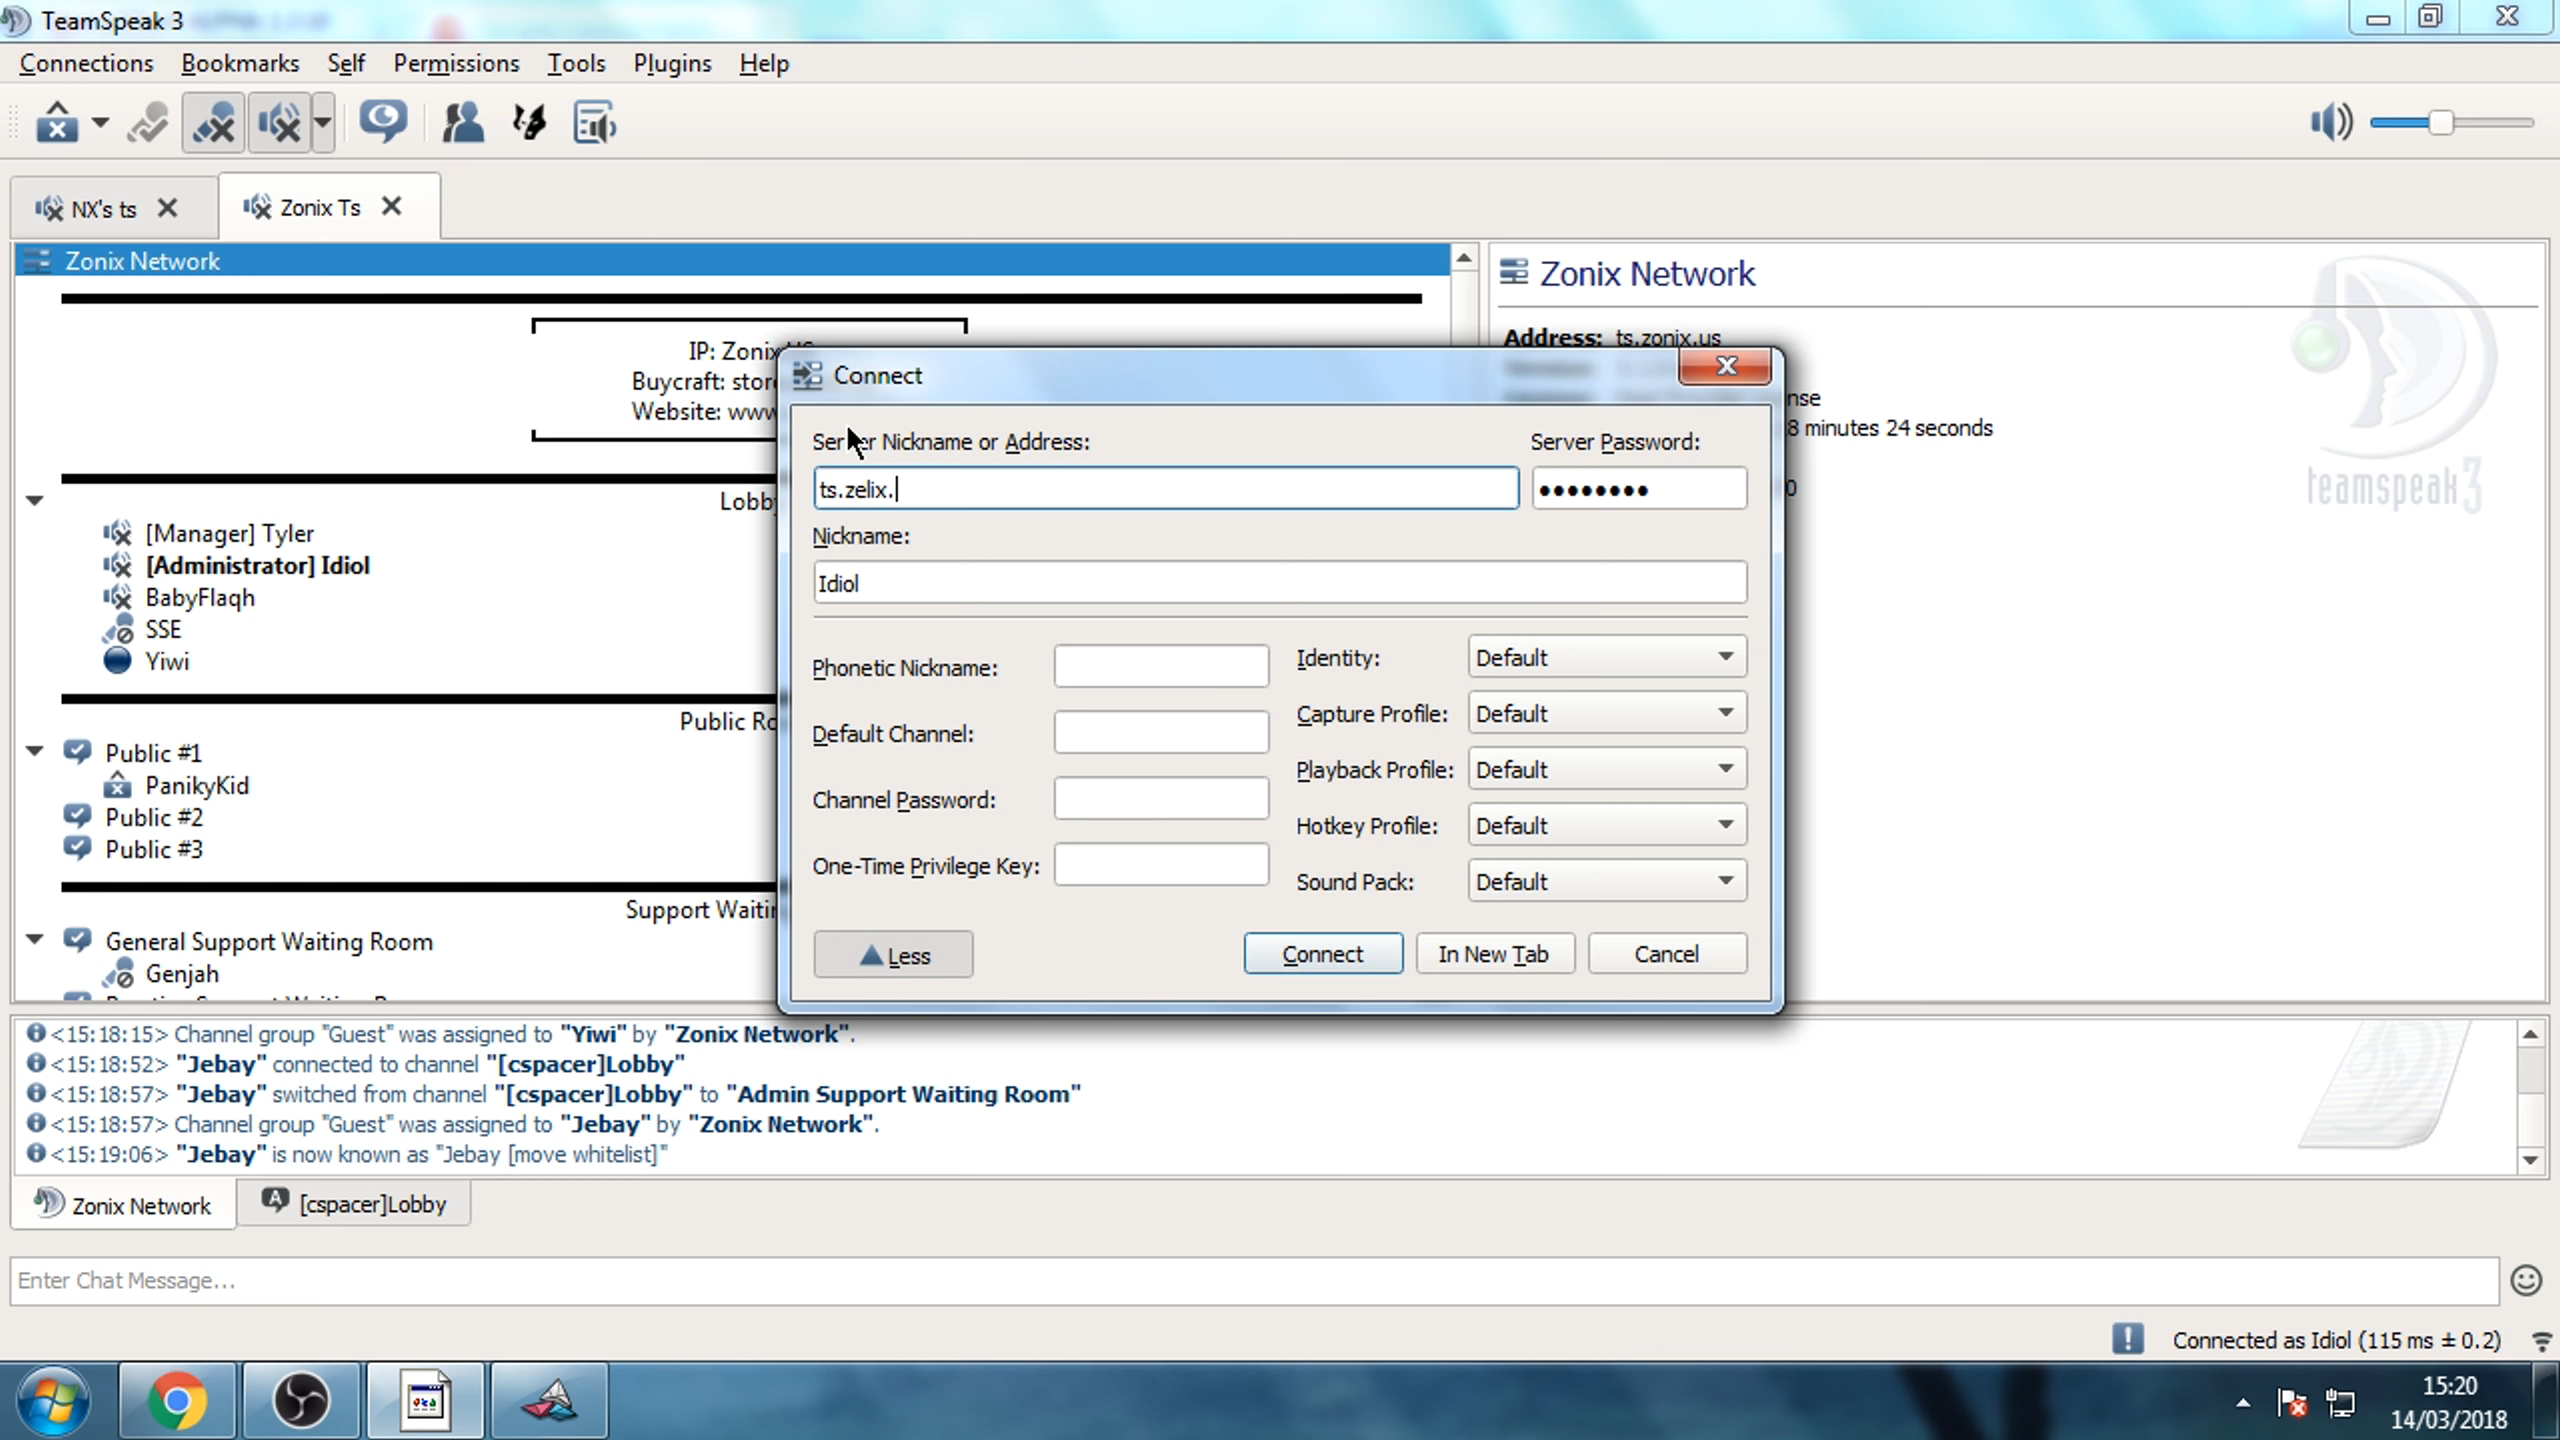 TeamSpeak 3
Connections Bookmarks Self Permissions Tools Plugins Help
NX's ts
Zonix Ts
Zonix Network
IP: Zonix
Buycraft: stor
Website: www
Lobby
[Manager] Tyler
[Administrator] Idiol
BabyFlaqh
SSE
Yiwi
Public Ro
Public #1
PanikyKid
Public #2
Public #3
Support Waitin
General Support Waiting Room
Genjah
Zonix Network
Address: ts.zonix.us
nse
8 minutes 24 seconds
0
teamspeak 3
Connect
Server Nickname or Address:
Server Password:
ts.zelix.
••••••••
Nickname:
Idiol
Phonetic Nickname:
Default Channel:
Channel Password:
One-Time Privilege Key:
Identity: Default
Capture Profile: Default
Playback Profile: Default
Hotkey Profile: Default
Sound Pack: Default
Less
Connect
In New Tab
Cancel
<15:18:15> Channel group "Guest" was assigned to "Yiwi" by "Zonix Network".
<15:18:52> "Jebay" connected to channel "[cspacer]Lobby"
<15:18:57> "Jebay" switched from channel "[cspacer]Lobby" to "Admin Support Waiting Room"
<15:18:57> Channel group "Guest" was assigned to "Jebay" by "Zonix Network".
<15:19:06> "Jebay" is now known as "Jebay [move whitelist]"
Zonix Network
[cspacer]Lobby
Enter Chat Message...
Connected as Idiol (115 ms ± 0.2)
15:20
14/03/2018